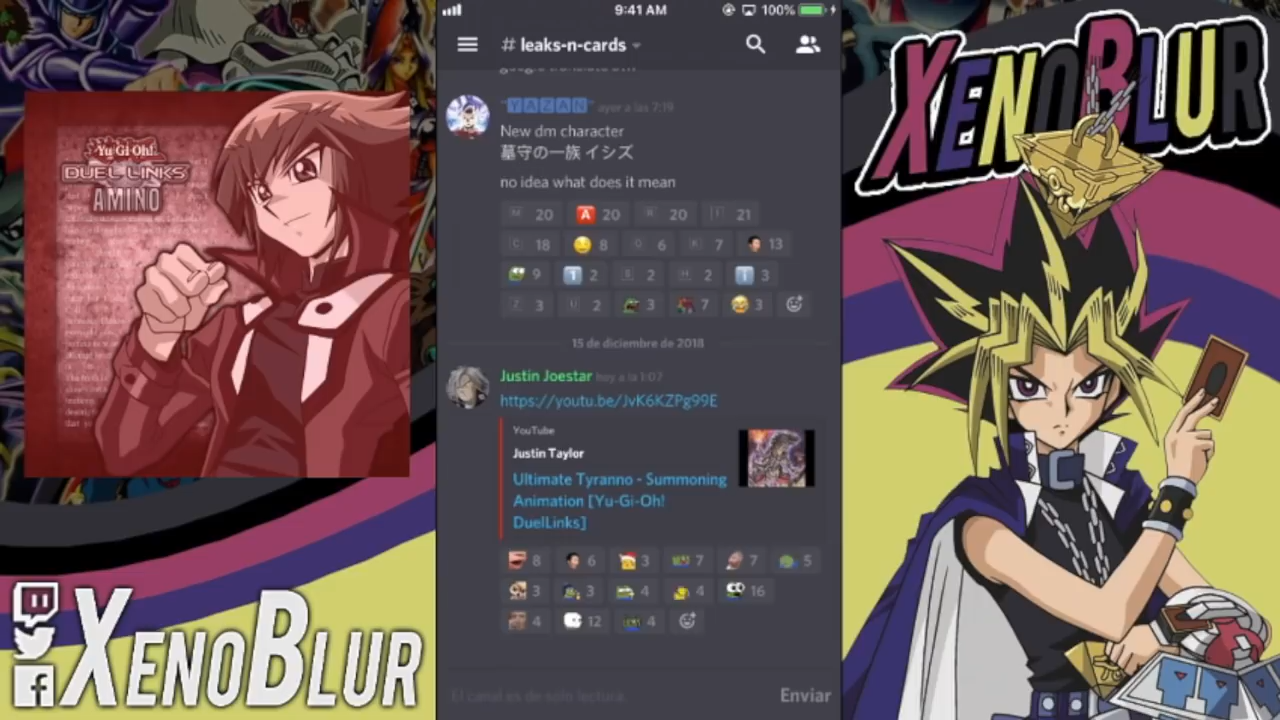 9:41 AM
100%
# leaks-n-cards
"YAZAN" ayer a las 7:19
New dm character
墓守の一族 イシズ
no idea what does it mean
M 20 A 20 R 20 I 21
C 18 8 Q 6 K 7 13
9 T 2 S 2 H 2 I 3
Z 3 U 2 3 7 3
15 de diciembre de 2018
Justin Joestar hoy a la 1:07
https://youtu.be/JvK6KZPg99E
YouTube
Justin Taylor
Ultimate Tyranno - Summoning
Animation [Yu-Gi-Oh!
DuelLinks]
8 6 3 7 7 5
3 3 4 4 16
4 12 4
El canal es de solo lectura.
Enviar
Yu-Gi-Oh!
DUEL LINKS
AMINO
XENOBLUR
XENOBLUR